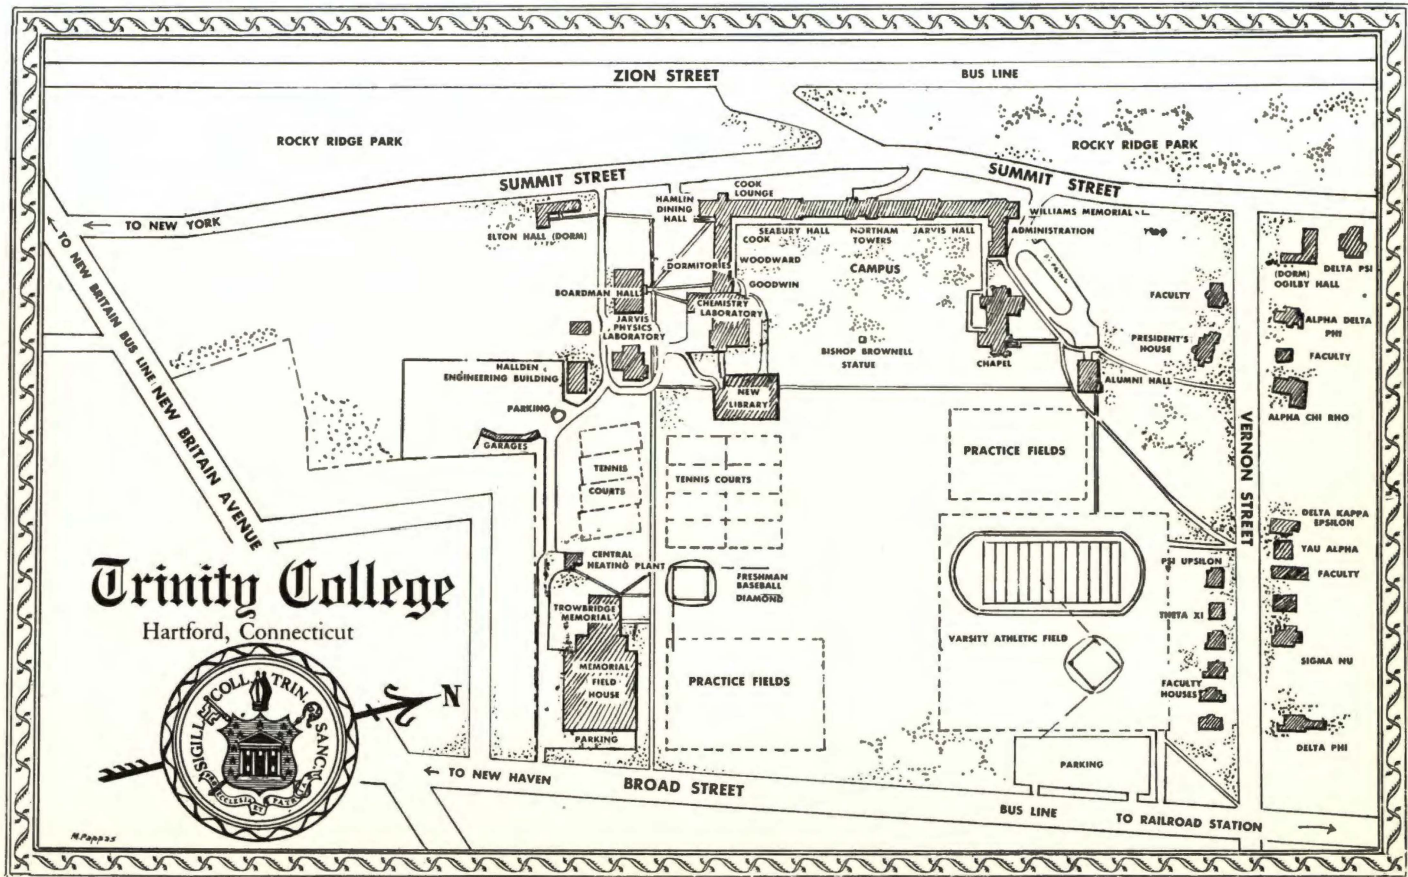 ZION STREET
BUS LINE
ROCKY RIDGE PARK
ROCKY RIDGE PARK
SUMMIT STREET
SUMMIT STREET
← TO NEW YORK
← TO NEW BRITAIN BUS LINE
NEW BRITAIN AVENUE
ELTON HALL (DORM)
HAMLIN
DINING
HALL
COOK
LOUNGE
SEABURY HALL
NORTHAM
TOWERS
JARVIS HALL
WILLIAMS MEMORIAL
ADMINISTRATION
COOK
WOODWARD
DORMITORIES
GOODWIN
CAMPUS
PARKING
BOARDMAN HALL
CHEMISTRY
LABORATORY
JARVIS
PHYSICS
LABORATORY
BISHOP BROWNELL
STATUE
CHAPEL
HALLDEN
ENGINEERING BUILDING
NEW
LIBRARY
ALUMNI HALL
FACULTY
PRESIDENT'S
HOUSE
(DORM)
OGILBY HALL
DELTA PSI
ALPHA DELTA
PHI
FACULTY
ALPHA CHI RHO
VERNON STREET
PARKING
GARAGES
TENNIS
COURTS
TENNIS COURTS
PRACTICE FIELDS
DELTA KAPPA
EPSILON
YAU ALPHA
FACULTY
SIGMA NU
DELTA PHI
PSI UPSILON
THETA XI
FACULTY
HOUSES
CENTRAL
HEATING PLANT
FRESHMAN
BASEBALL
DIAMOND
TROWBRIDGE
MEMORIAL
MEMORIAL
FIELD
HOUSE
PARKING
PRACTICE FIELDS
VARSITY ATHLETIC FIELD
PARKING
Trinity College
Hartford, Connecticut
SIGILL COLL TRIN SANC
ECCLESIA ET PATRIA
N
← TO NEW HAVEN
BROAD STREET
BUS LINE
TO RAILROAD STATION →
M. Pappas